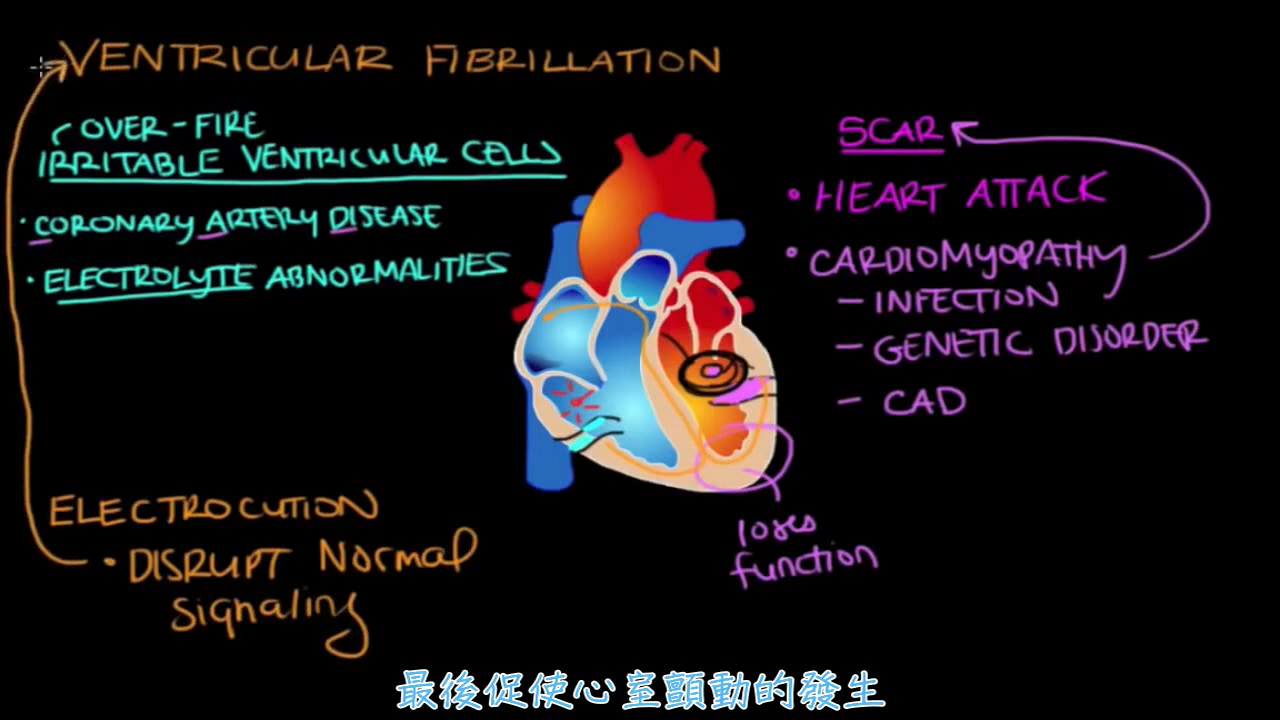 VENTRICULAR FIBRILLATION
OVER-FIRE
IRRITABLE VENTRICULAR CELLS
• CORONARY ARTERY DISEASE
• ELECTROLYTE ABNORMALITIES
ELECTROCUTION
• DISRUPT Normal
signaling
SCAR
• HEART ATTACK
• CARDIOMYOPATHY
– INFECTION
– GENETIC DISORDER
– CAD
loses
function
最後促使心室顫動的發生